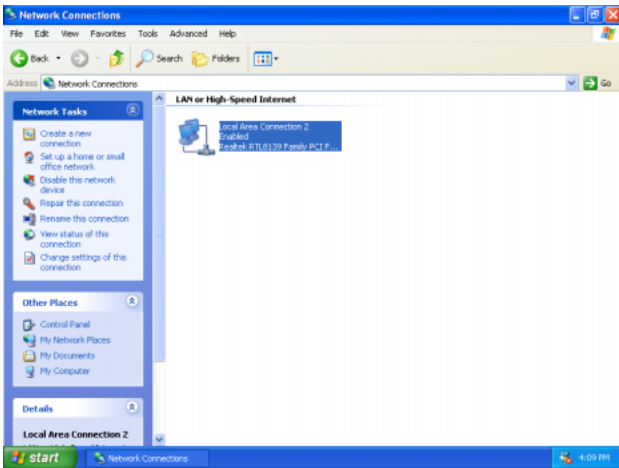 Network Connections
File Edit View Favorites Tools Advanced Help
Back Search Folders
Address Network Connections Go
LAN or High-Speed Internet
Local Area Connection 2
Enabled
Realtek RTL8139 Family PCI F...
Network Tasks
Create a new
connection
Set up a home or small
office network
Disable this network
device
Repair this connection
Rename this connection
View status of this
connection
Change settings of this
connection
Other Places
Control Panel
My Network Places
My Documents
My Computer
Details
Local Area Connection 2
start Network Connections 4:09 PM